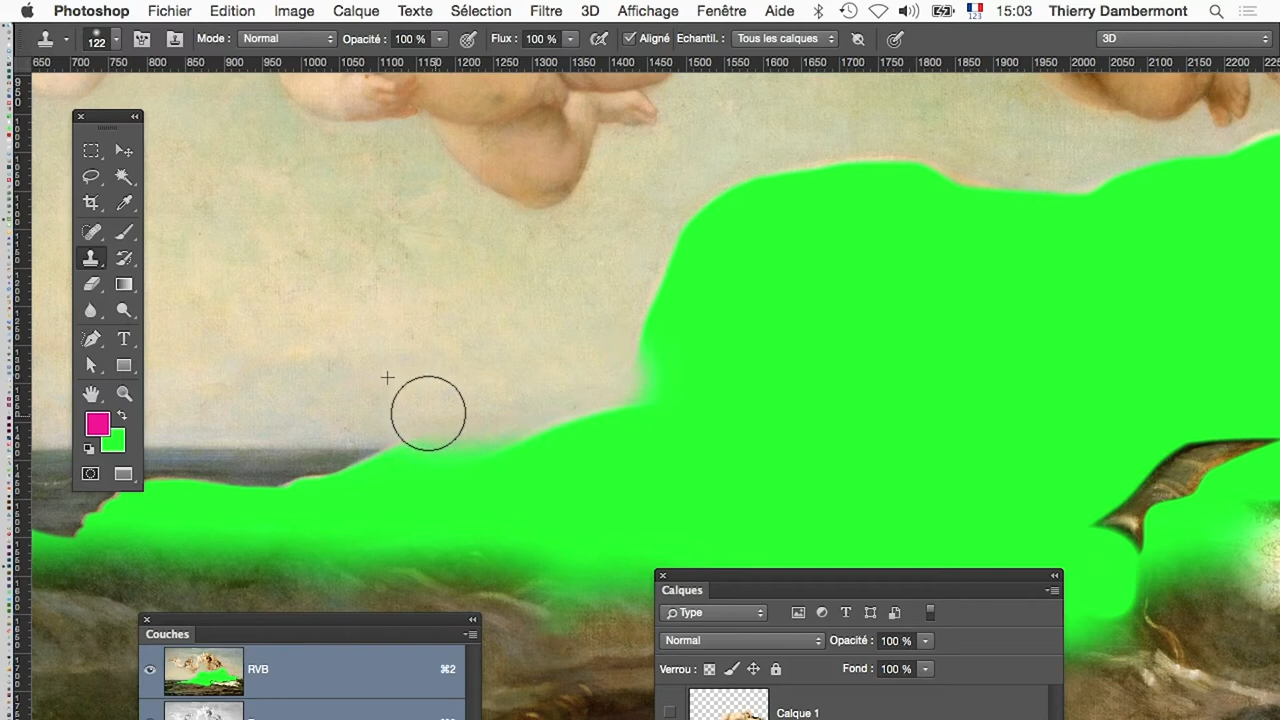 Photoshop Fichier Edition Image Calque Texte Sélection Filtre 3D Affichage Fenêtre Aide 123 15:03 Thierry Dambermont
122 Mode : Normal Opacité : 100 % Flux : 100 % Aligné Echantil. : Tous les calques 3D
650 700 750 800 850 900 950 1000 1050 1100 1150 1200 1250 1300 1350 1400 1450 1500 1550 1600 1650 1700 1750 1800 1850 1900 1950 2000 2050 2100 2150 2200
T
Calques
Type
Normal Opacité : 100 %
Verrou : Fond : 100 %
Calque 1
Couches
RVB ⌘2